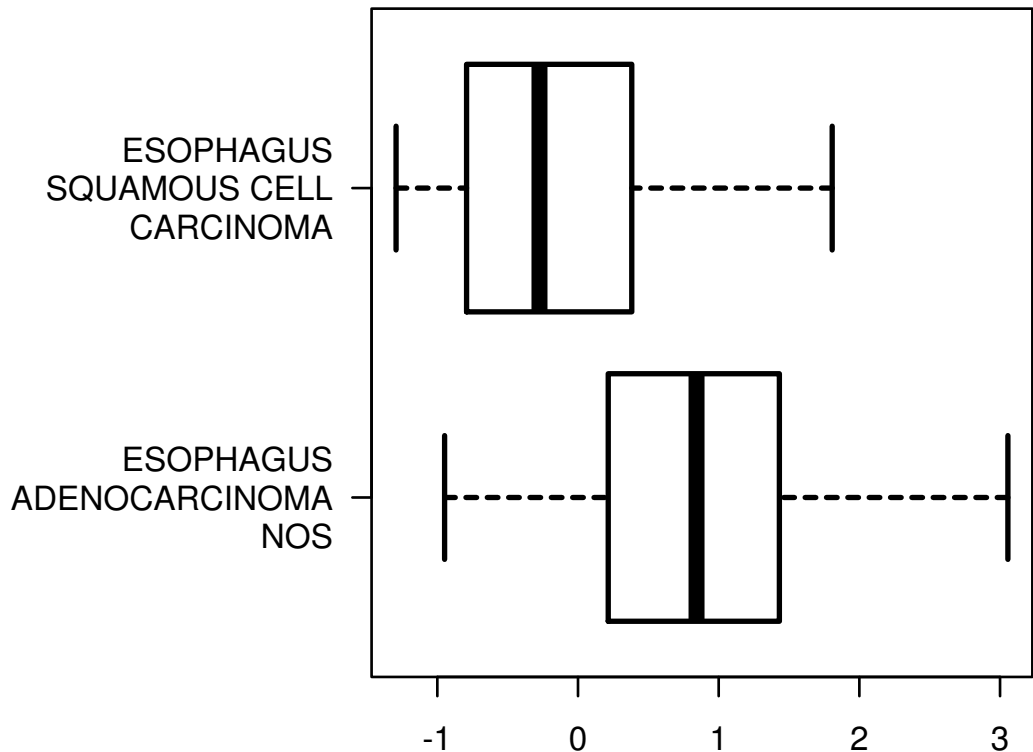 ESOPHAGUS
SQUAMOUS CELL
CARCINOMA
ESOPHAGUS
ADENOCARCINOMA
NOS
-1 0 1 2 3